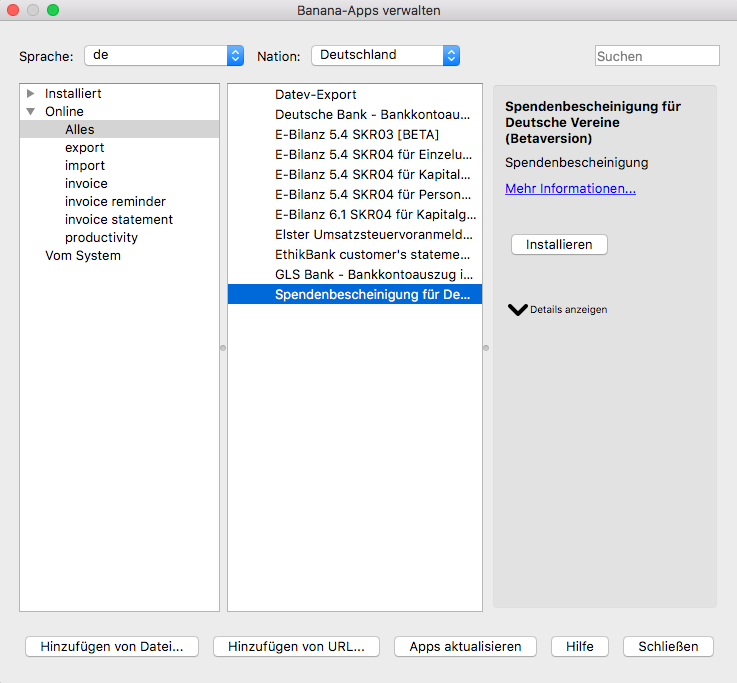 Banana-Apps verwalten
Sprache: de Nation: Deutschland Suchen
Installiert
Online
Alles
export
import
invoice
invoice reminder
invoice statement
productivity
Vom System
Datev-Export
Deutsche Bank - Bankkontoau...
E-Bilanz 5.4 SKR03 [BETA]
E-Bilanz 5.4 SKR04 für Einzelu...
E-Bilanz 5.4 SKR04 für Kapital...
E-Bilanz 5.4 SKR04 für Person...
E-Bilanz 6.1 SKR04 für Kapitalg...
Elster Umsatzsteuervoranmeld...
EthikBank customer's stateme...
GLS Bank - Bankkontoauszug i...
Spendenbescheinigung für De...
Spendenbescheinigung für
Deutsche Vereine
(Betaversion)
Spendenbescheinigung
Mehr Informationen...
Installieren
Details anzeigen
Hinzufügen von Datei... Hinzufügen von URL... Apps aktualisieren Hilfe Schließen